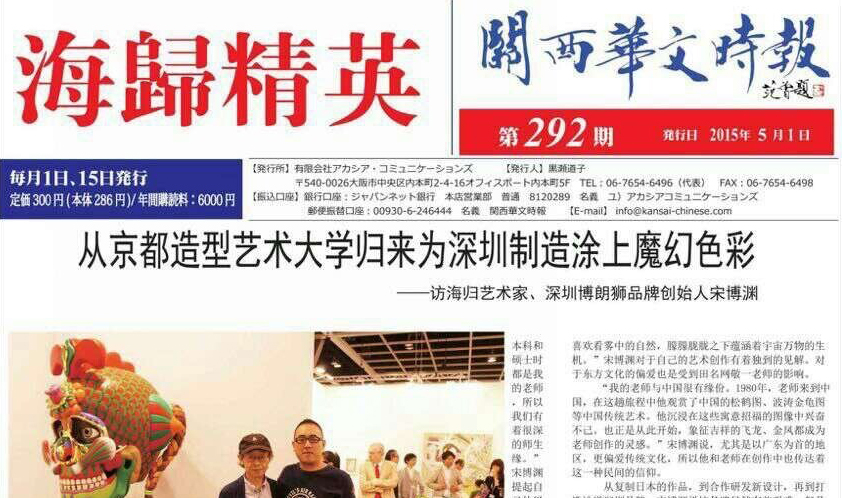 海歸精英
關西華文時報
范曾題
第292期 発行日 2015年5月1日
毎月1日、15日発行
定価300円(本体286円)/年間購読料:6000円
【発行所】有限会社アカシア・コミュニケーションズ 【発行人】黒瀬道子
〒540-0026大阪市中央区内本町2-4-16オフィスポート内本町5F TEL:06-7654-6496(代表) FAX:06-7654-6498
【振込口座】銀行口座:ジャパンネット銀行 本店営業部 普通 8120289 名義 ユ)アカシアコミュニケーションズ
郵便振替口座:00930-6-246444 名義 関西華文時報 【E-mail】 info@kansai-chinese.com
从京都造型艺术大学归来为深圳制造涂上魔幻色彩
——访海归艺术家、深圳博朗狮品牌创始人宋博渊
本科和
硕士时
都是我
的老师
,所以
我们有
着很深
的师生
缘。”
宋博渊
提起自
喜欢看雾中的自然,朦朦胧胧之下蕴涵着宇宙万物的生
机。”宋博渊对于自己的艺术创作有着独到的见解。对
于东方文化的偏爱也是受到田名网敬一老师的影响。
“我的老师与中国很有缘份。1980年,老师来到中
国,在这趟旅程中他观赏了中国的松鹤图、波涛金龟图
等中国传统艺术。他沉浸在这些寓意招福的图像中兴奋
不已。也正是从此开始,象征吉祥的飞龙、金凤都成为
老师创作的灵感。”宋博渊说,尤其是以广东为首的地
区,更偏爱传统文化,所以他和老师在创作中也传达着
这一种民间的信仰。
从复制日本的作品,到合作研发新设计,再到打